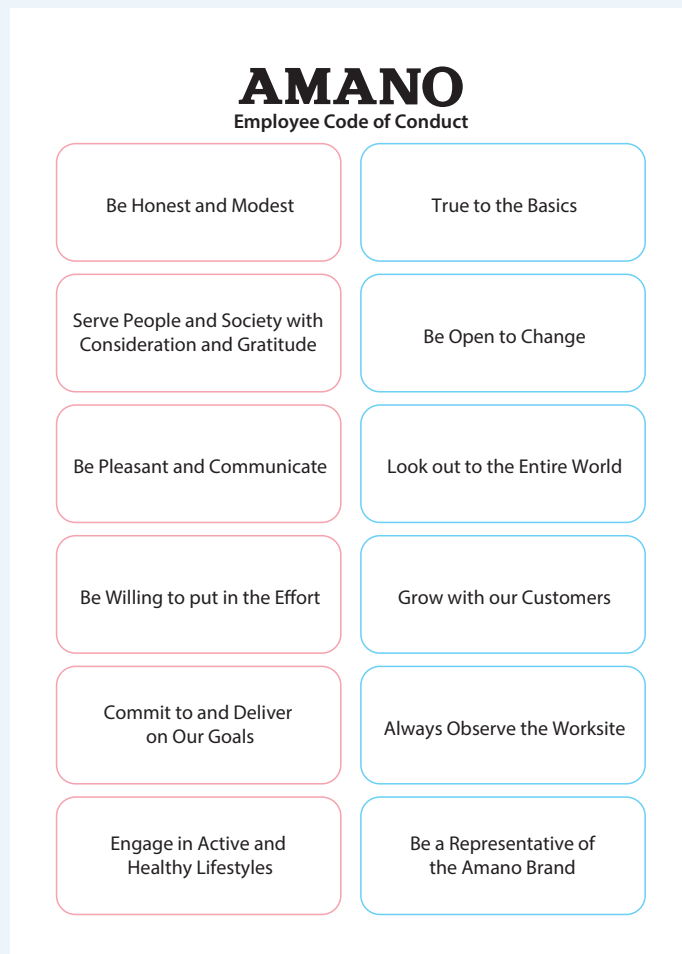 AMANO
Employee Code of Conduct
Be Honest and Modest
True to the Basics
Serve People and Society with
Consideration and Gratitude
Be Open to Change
Be Pleasant and Communicate
Look out to the Entire World
Be Willing to put in the Effort
Grow with our Customers
Commit to and Deliver
on Our Goals
Always Observe the Worksite
Engage in Active and
Healthy Lifestyles
Be a Representative of
the Amano Brand